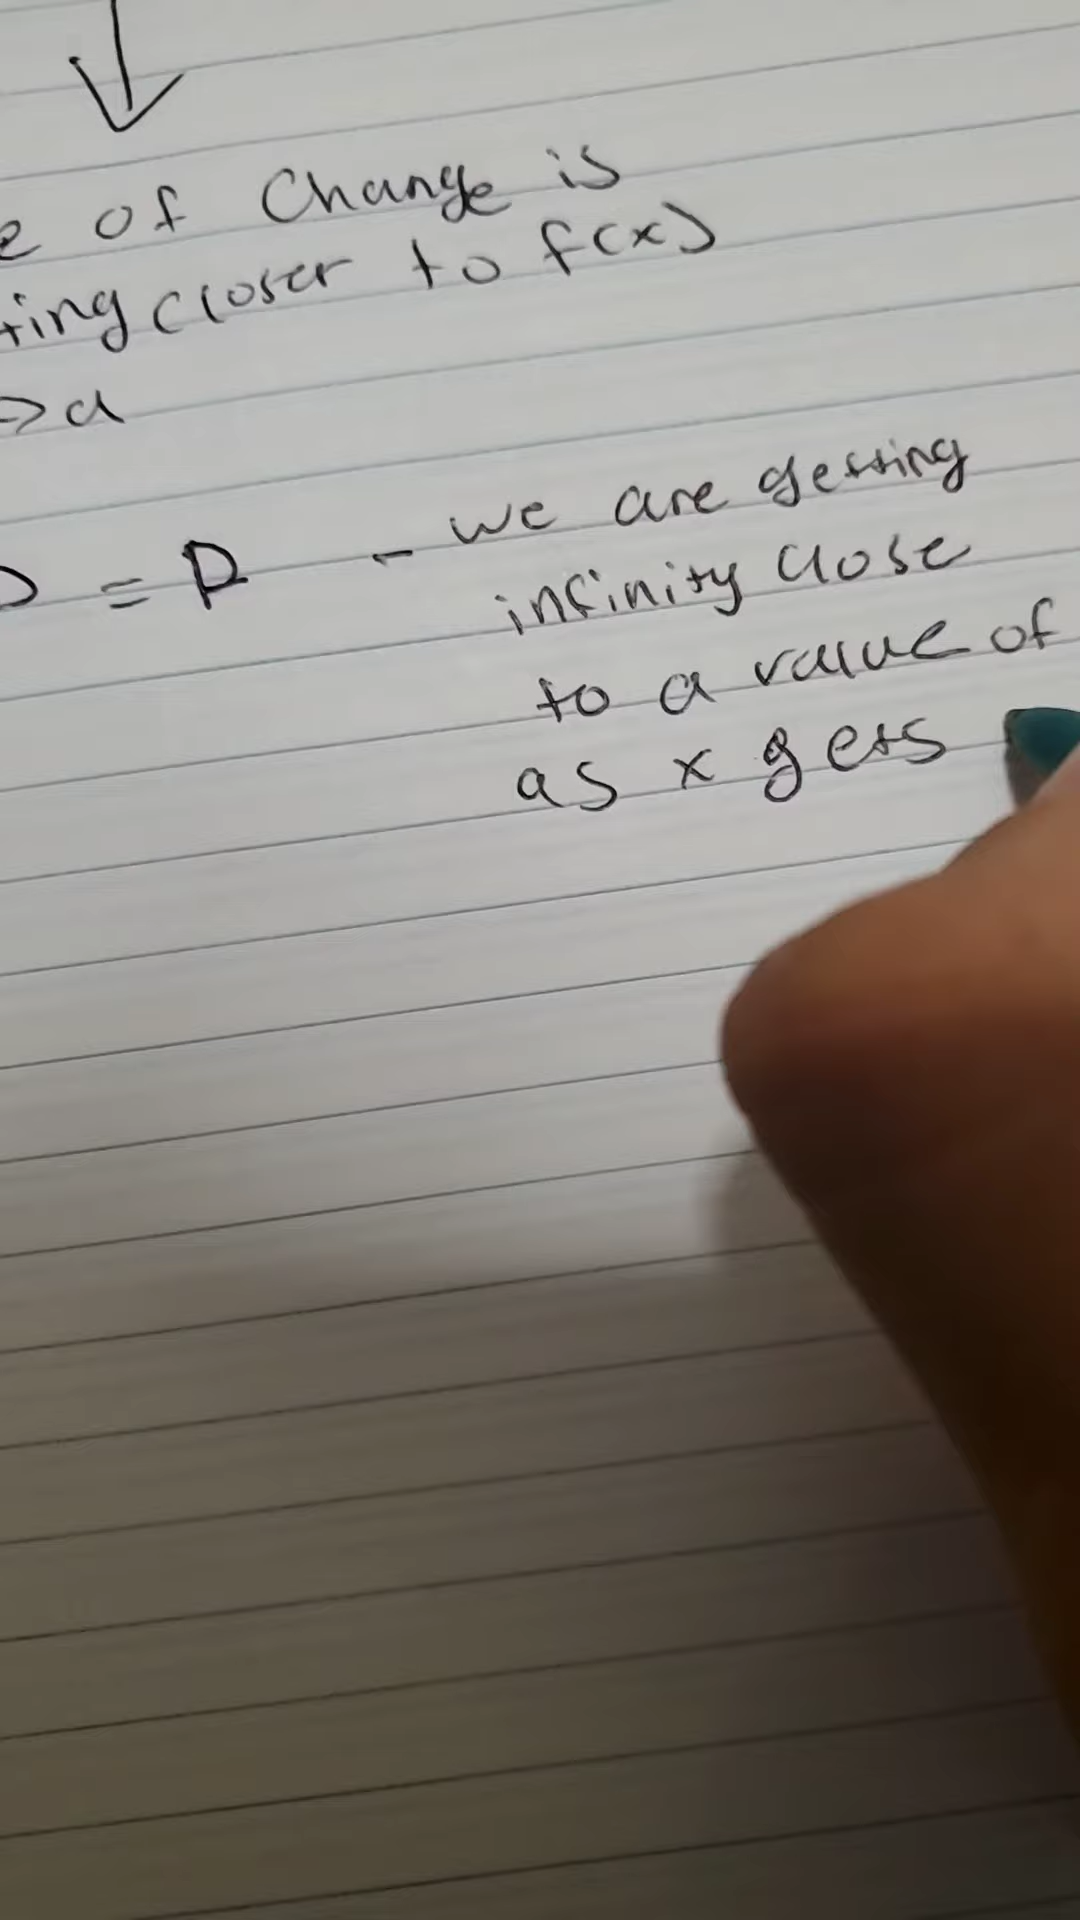 e of Change is
ting closer to f(x)
->a
) = R - we are getting
infinity close
to a value of
as x gets